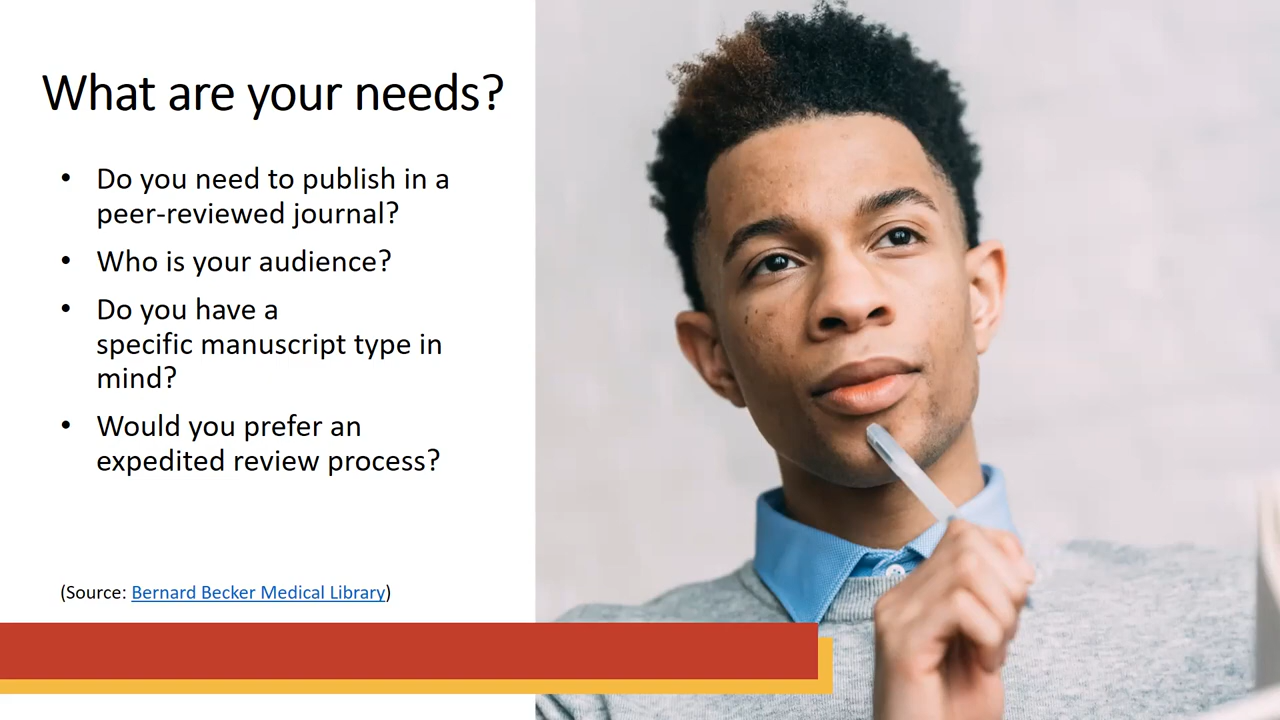 What are your needs?
• Do you need to publish in a
peer-reviewed journal?
• Who is your audience?
• Do you have a
specific manuscript type in
mind?
• Would you prefer an
expedited review process?
(Source: Bernard Becker Medical Library)